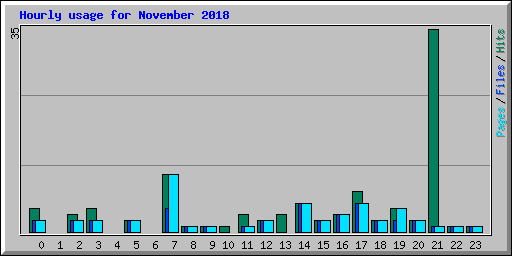 Hourly usage for November 2018
35
Pages/Files/Hits
0 1 2 3 4 5 6 7 8 9 10 11 12 13 14 15 16 17 18 19 20 21 22 23